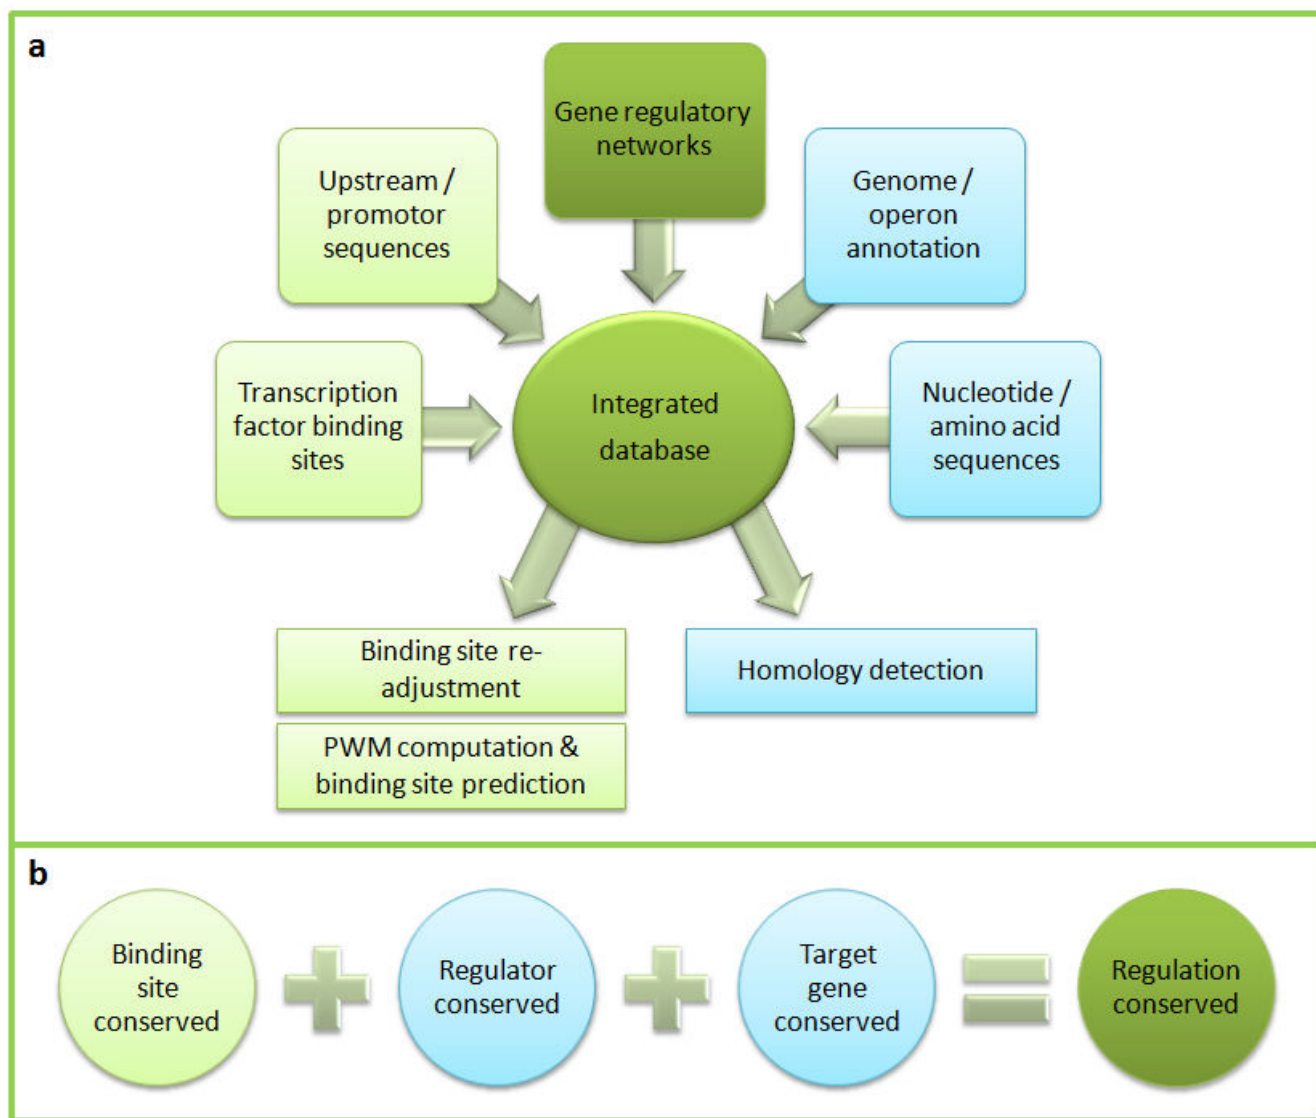 a
Gene regulatory
networks
Upstream /
promotor
sequences
Genome /
operon
annotation
Transcription
factor binding
sites
Integrated
database
Nucleotide /
amino acid
sequences
Binding site re-
adjustment
Homology detection
PWM computation &
binding site prediction
b
Binding
site
conserved
Regulator
conserved
Target
gene
conserved
Regulation
conserved